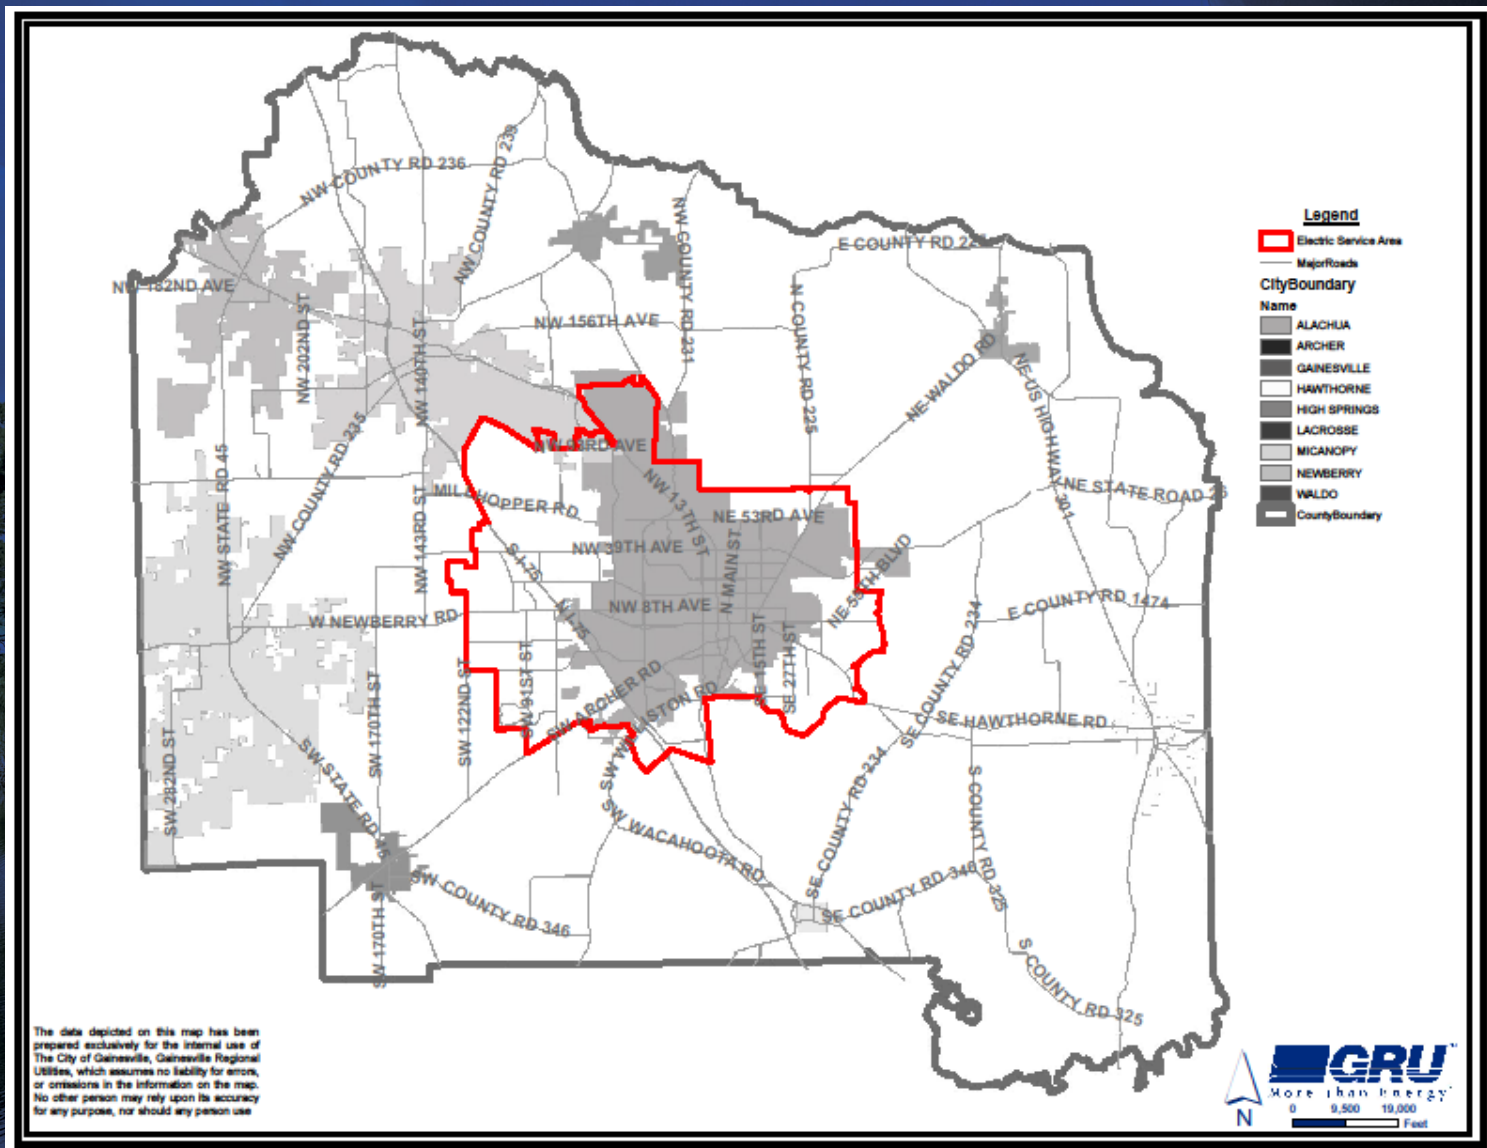 NW COUNTY RD 236
NW COUNTY RD 239
NW COUNTY RD 231
E COUNTY RD 22
NW 182ND AVE
NW 202ND ST
NW 140TH ST
NW 156TH AVE
N COUNTY RD 225
NE WALDO RD
NE US HIGHWAY 301
NW STATE RD 45
NW COUNTY RD 235
NW 143RD ST
MILLHOPPER RD
NW 93RD AVE
NW 13TH ST
NE 53RD AVE
NE STATE ROAD 26
S I-75
NW 39TH AVE
N MAIN ST
NE 55TH BLVD
N I-75
NW 8TH AVE
W NEWBERRY RD
E COUNTY RD 1474
SE COUNTY RD 234
SW 282ND ST
SW 170TH ST
SW 122ND ST
SW 91ST ST
SW ARCHER RD
SW WILLISTON RD
SE 15TH ST
SE 27TH ST
SE HAWTHORNE RD
SW STATE RD 45
SW WACAHOOTA RD
SE COUNTY RD 234
S COUNTY RD 325
SW 170TH ST
SW COUNTY RD 346
SE COUNTY RD 346
S COUNTY RD 325
Legend
Electric Service Area
MajorRoads
CityBoundary
Name
ALACHUA
ARCHER
GAINESVILLE
HAWTHORNE
HIGH SPRINGS
LACROSSE
MICANOPY
NEWBERRY
WALDO
CountyBoundary
The data depicted on this map has been
prepared exclusively for the internal use of
The City of Gainesville, Gainesville Regional
Utilities, which assumes no liability for errors,
or omissions in the information on the map.
No other person may rely upon its accuracy
for any purpose, nor should any person use
GRU
More than Energy
N
0 9,500 19,000
Feet